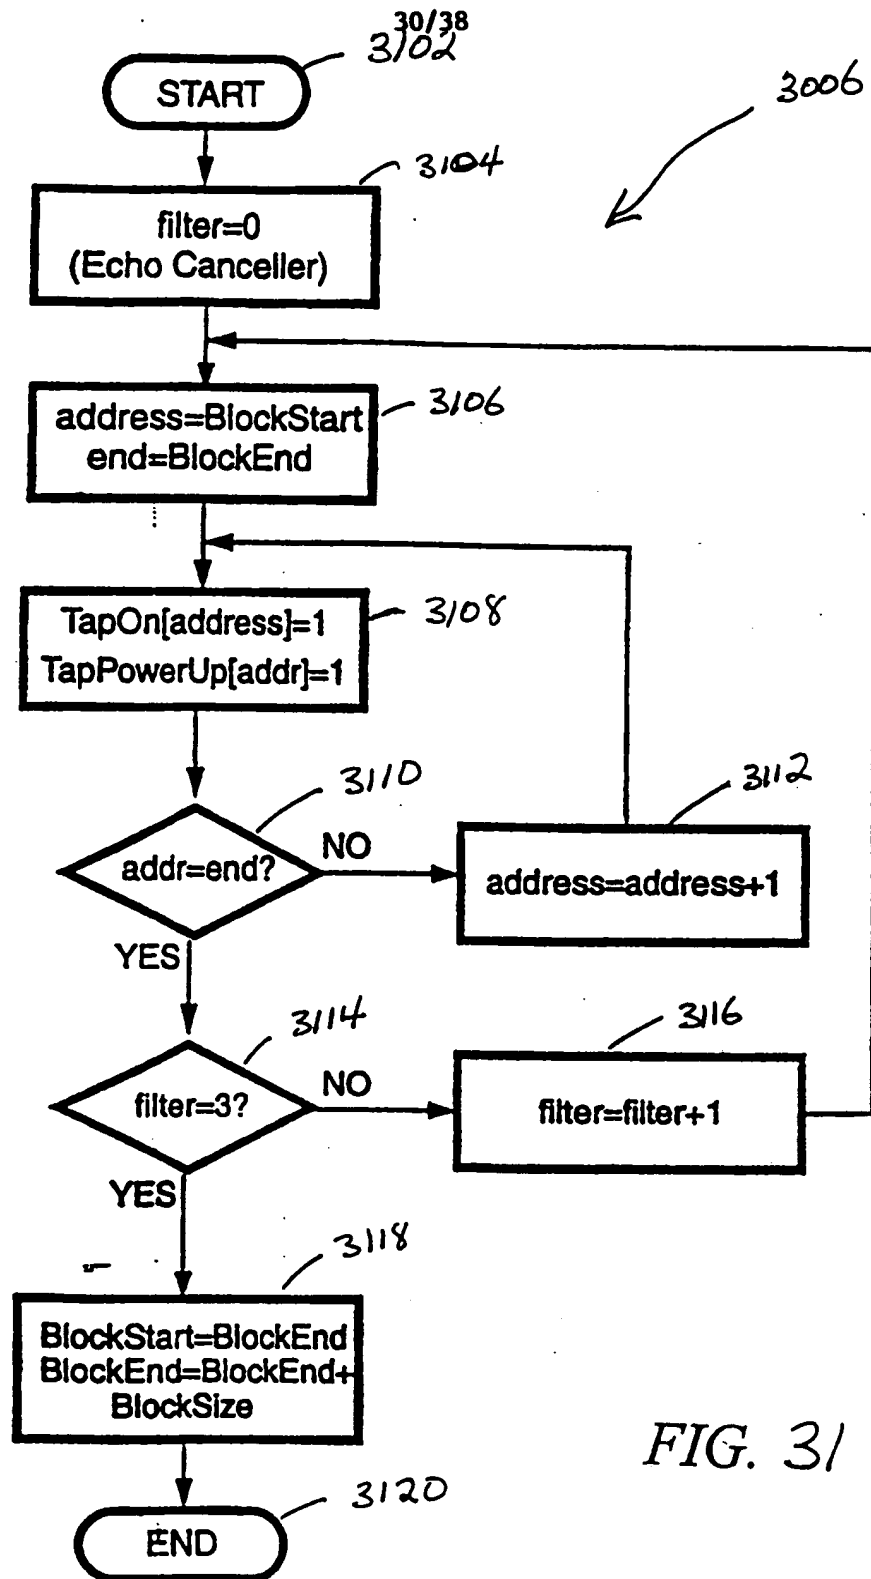 30/38
3102
START
3006
3104
filter=0
(Echo Canceller)
3106
address=BlockStart
end=BlockEnd
3108
TapOn[address]=1
TapPowerUp[addr]=1
3110
addr=end?
NO
3112
address=address+1
YES
3114
filter=3?
NO
3116
filter=filter+1
YES
3118
BlockStart=BlockEnd
BlockEnd=BlockEnd+
BlockSize
3120
END
FIG. 31